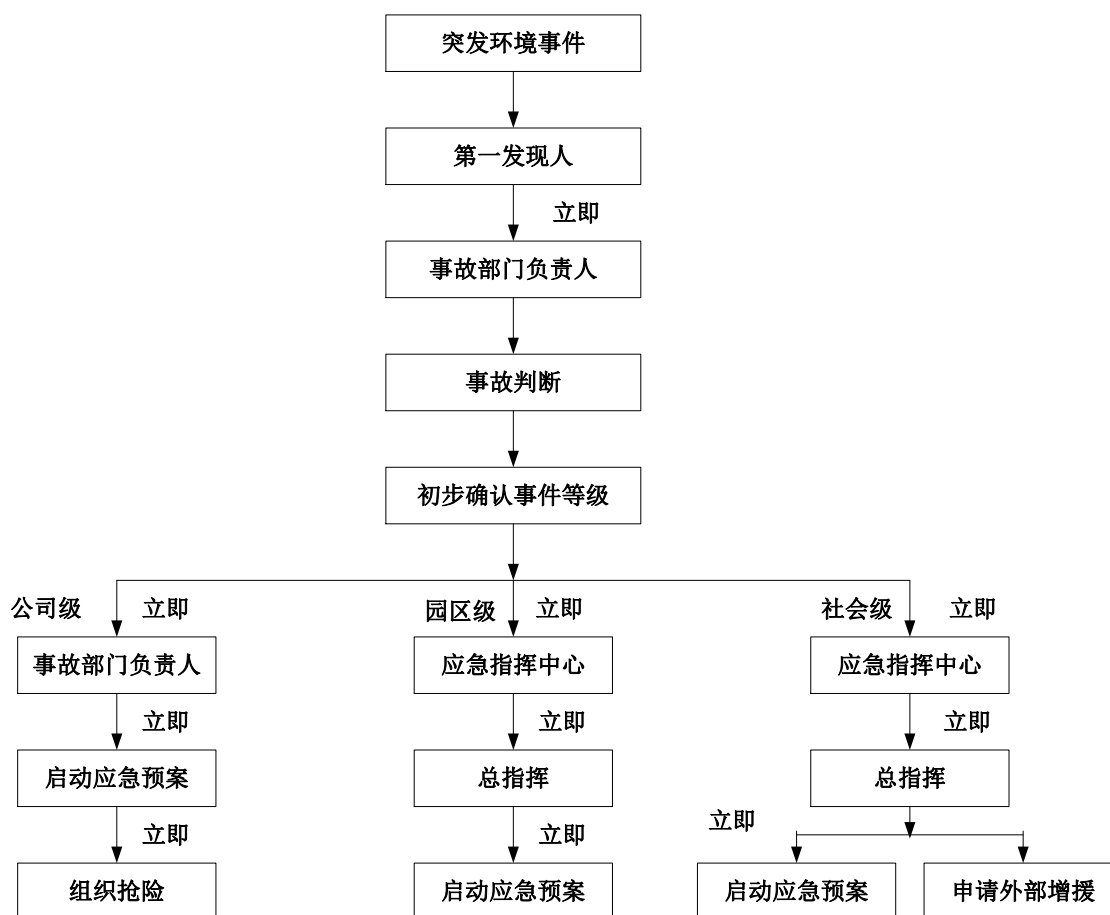 突发环境事件
第一发现人
立即
事故部门负责人
事故判断
初步确认事件等级
公司级 立即 园区级 立即 社会级 立即
事故部门负责人 应急指挥中心 应急指挥中心
立即 立即 立即
启动应急预案 总指挥 总指挥
立即 立即 立即
组织抢险 启动应急预案 启动应急预案 申请外部增援